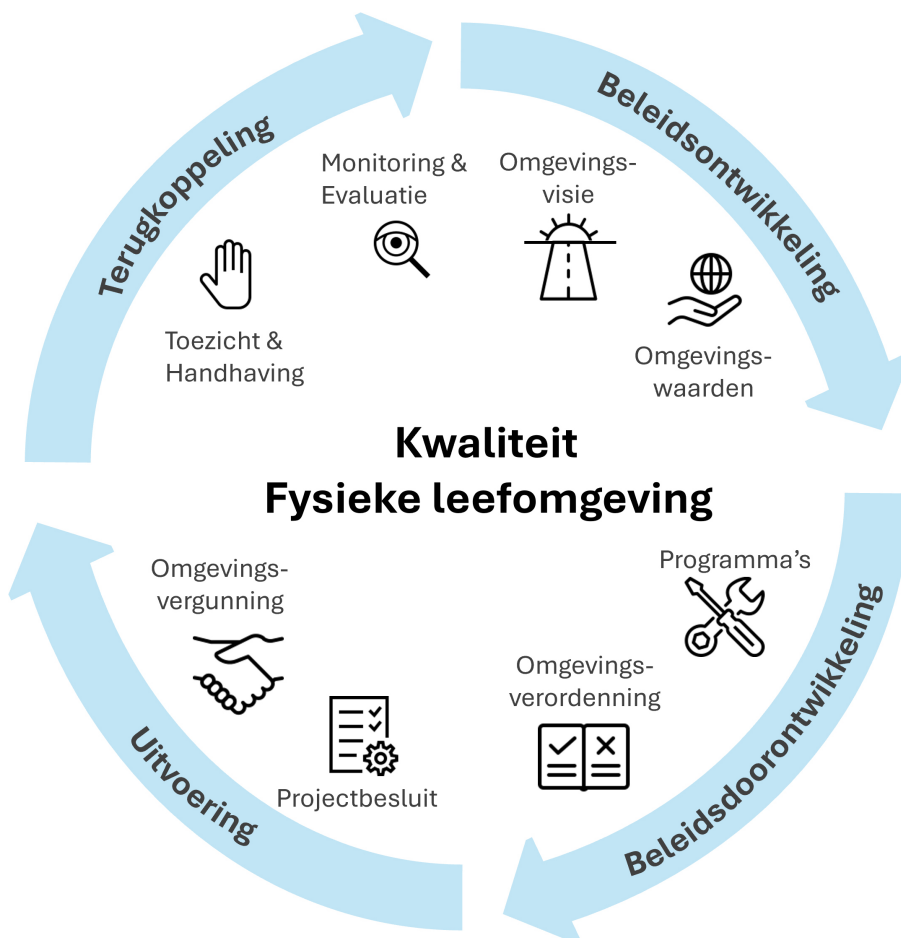 Terugkoppeling
Beleidsontwikkeling
Monitoring &
Evaluatie
Omgevings-
visie
Toezicht &
Handhaving
Omgevings-
waarden
Kwaliteit
Fysieke leefomgeving
Omgevings-
vergunning
Programma’s
Omgevings-
verordenning
Projectbesluit
Uitvoering
Beleidsdoorontwikkeling